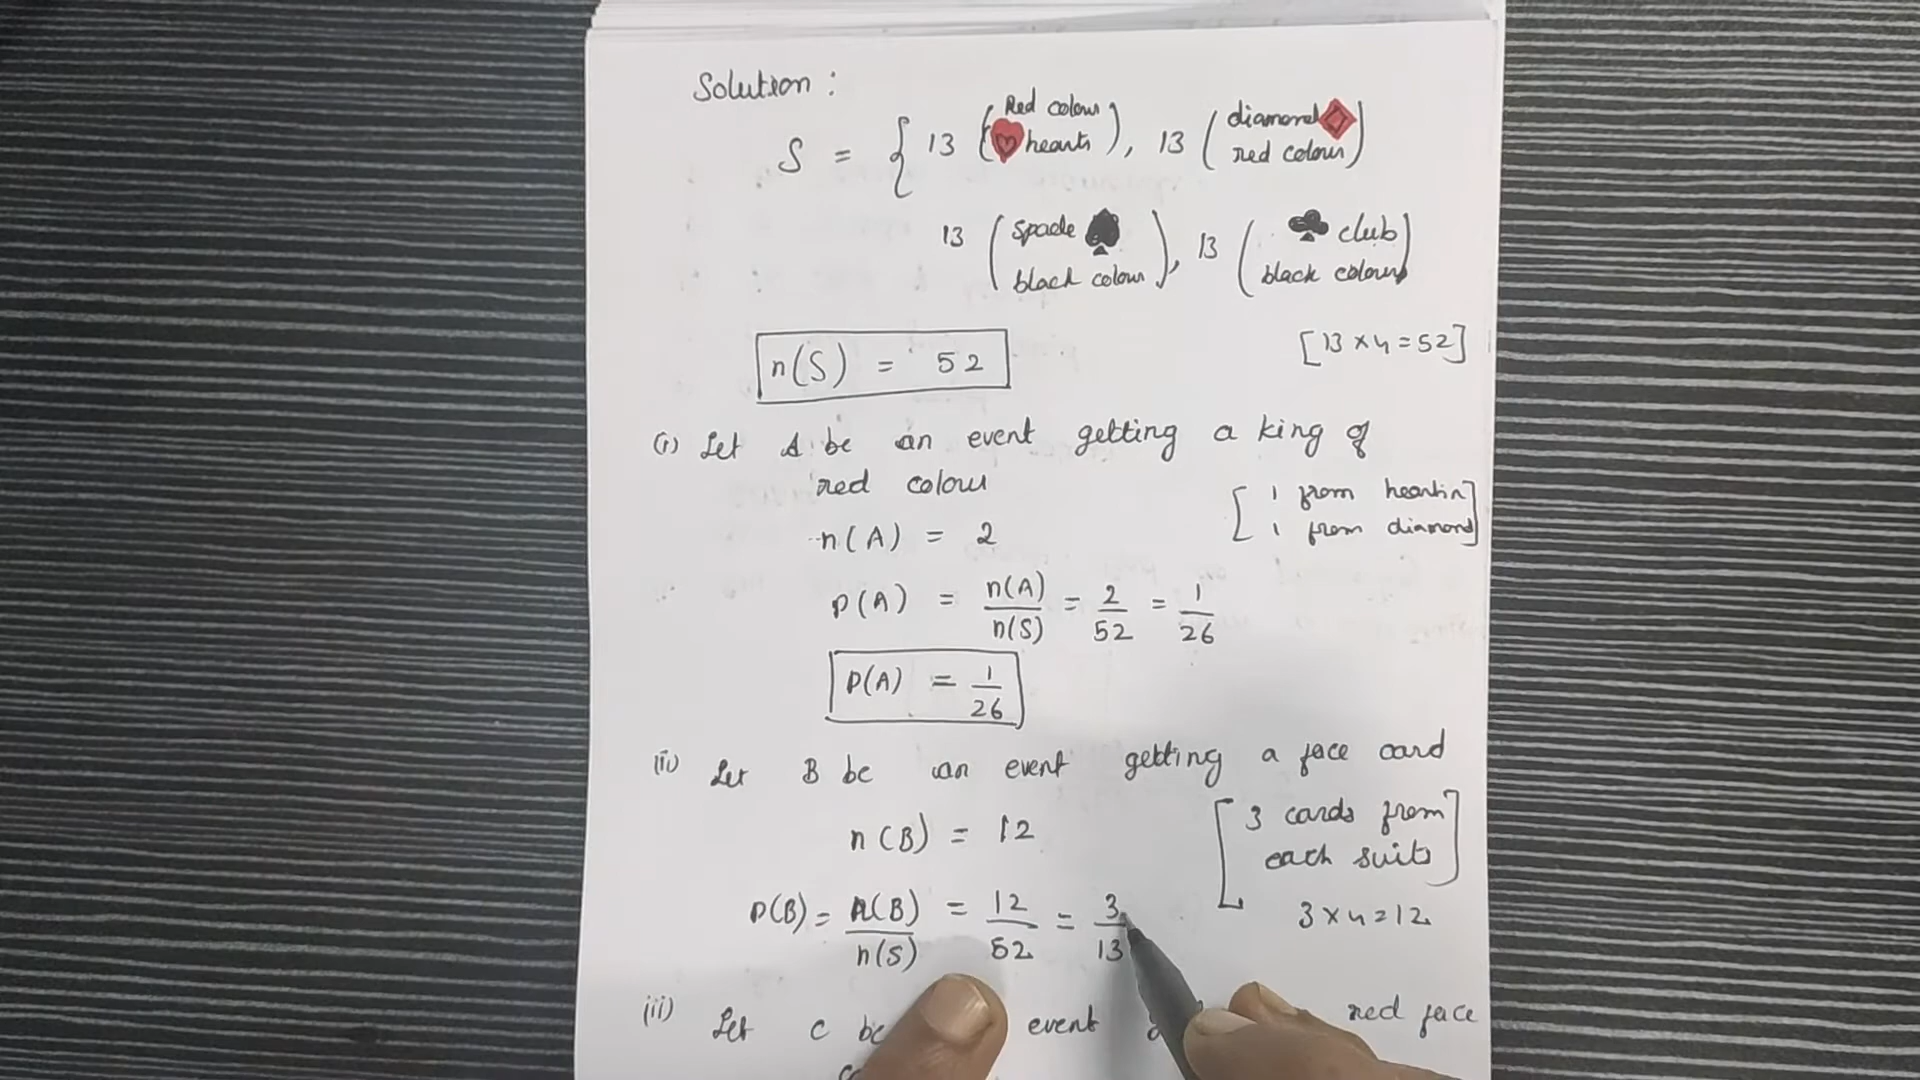 Solution :
S = { 13 ( Red colour hearts ), 13 ( diamond red colour )
13 ( spade black colour ), 13 ( club black colour )
n(S) = 52 [13 × 4 = 52]
(i) Let A be an event getting a king of
red colour
[ 1 from hearts
n(A) = 2 1 from diamond]
P(A) = n(A)/n(S) = 2/52 = 1/26
P(A) = 1/26
(ii) Let B be an event getting a face card
n(B) = 12 [ 3 cards from
each suits ]
P(B) = n(B)/n(S) = 12/52 = 3/13 3 × 4 = 12
(iii) Let C be event red face